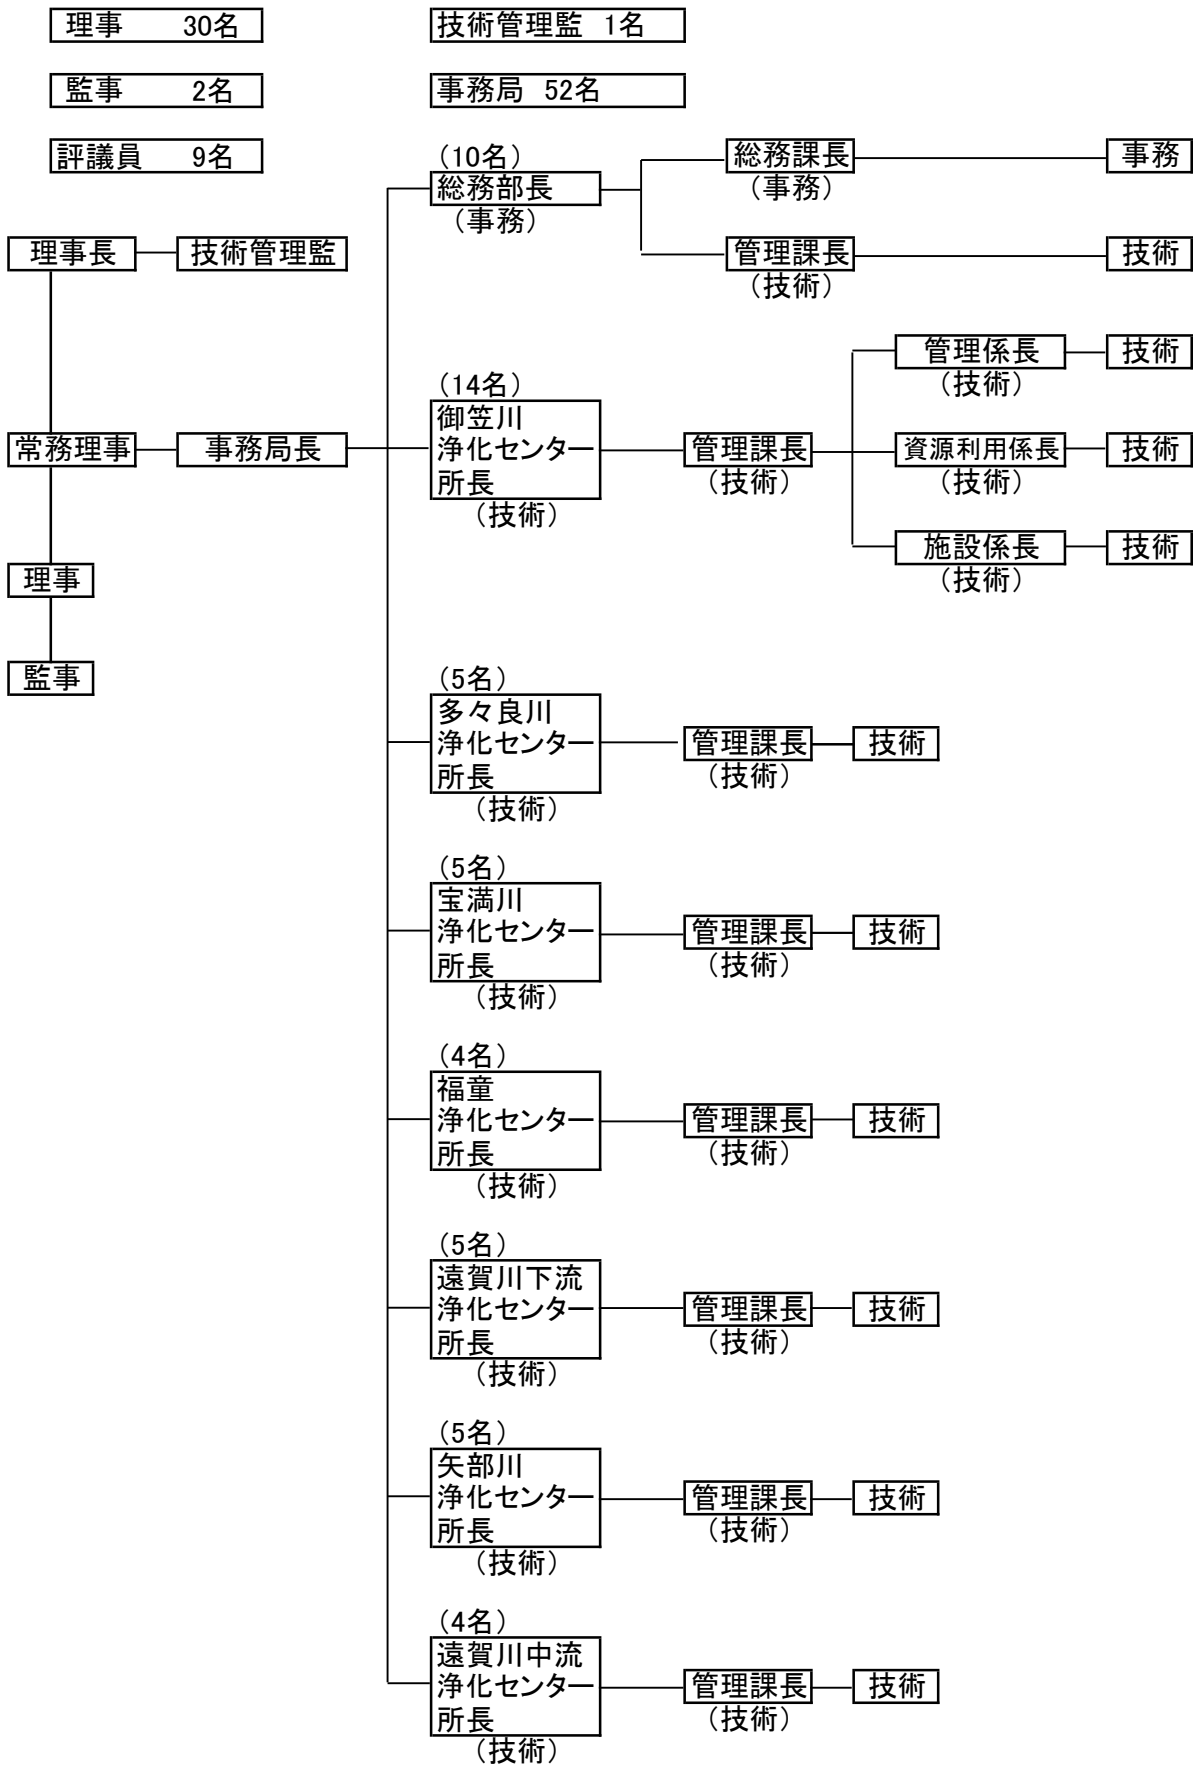 理事 30名
技術管理監 1名
監事 2名
事務局 52名
評議員 9名
(10名)
総務部長
(事務)
総務課長
(事務)
事務
管理課長
(技術)
技術
理事長
技術管理監
常務理事
事務局長
理事
監事
(14名)
御笠川
浄化センター
所長
(技術)
管理課長
(技術)
管理係長
(技術)
技術
資源利用係長
(技術)
技術
施設係長
(技術)
技術
(5名)
多々良川
浄化センター
所長
(技術)
管理課長
(技術)
技術
(5名)
宝満川
浄化センター
所長
(技術)
管理課長
(技術)
技術
(4名)
福童
浄化センター
所長
(技術)
管理課長
(技術)
技術
(5名)
遠賀川下流
浄化センター
所長
(技術)
管理課長
(技術)
技術
(5名)
矢部川
浄化センター
所長
(技術)
管理課長
(技術)
技術
(4名)
遠賀川中流
浄化センター
所長
(技術)
管理課長
(技術)
技術